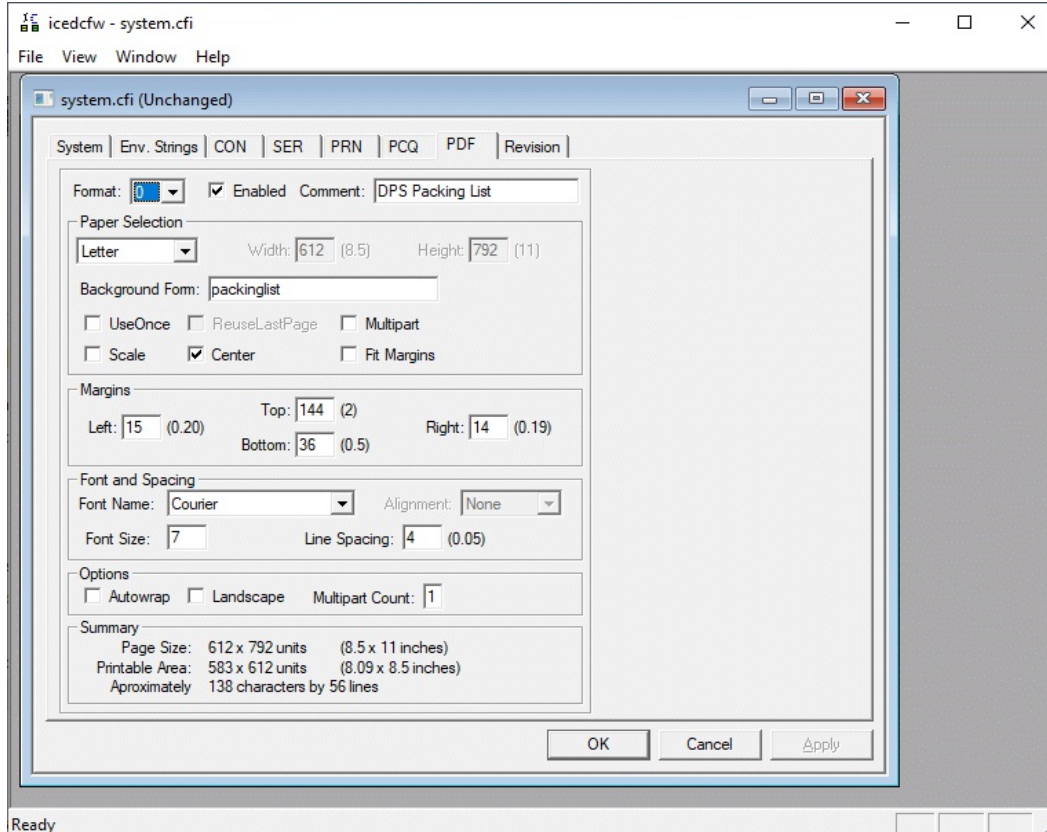 icedcfw - system.cfi
File View Window Help
system.cfi (Unchanged)
System Env. Strings CON SER PRN PCQ PDF Revision
Format: 0 Enabled Comment: DPS Packing List
Paper Selection
Letter Width: 612 (8.5) Height: 792 (11)
Background Form: packinglist
UseOnce ReuseLastPage Multipart
Scale Center Fit Margins
Margins
Top: 144 (2)
Left: 15 (0.20) Right: 14 (0.19)
Bottom: 36 (0.5)
Font and Spacing
Font Name: Courier Alignment: None
Font Size: 7 Line Spacing: 4 (0.05)
Options
Autowrap Landscape Multipart Count: 1
Summary
Page Size: 612 x 792 units (8.5 x 11 inches)
Printable Area: 583 x 612 units (8.09 x 8.5 inches)
Aproximately 138 characters by 56 lines
OK Cancel Apply
Ready